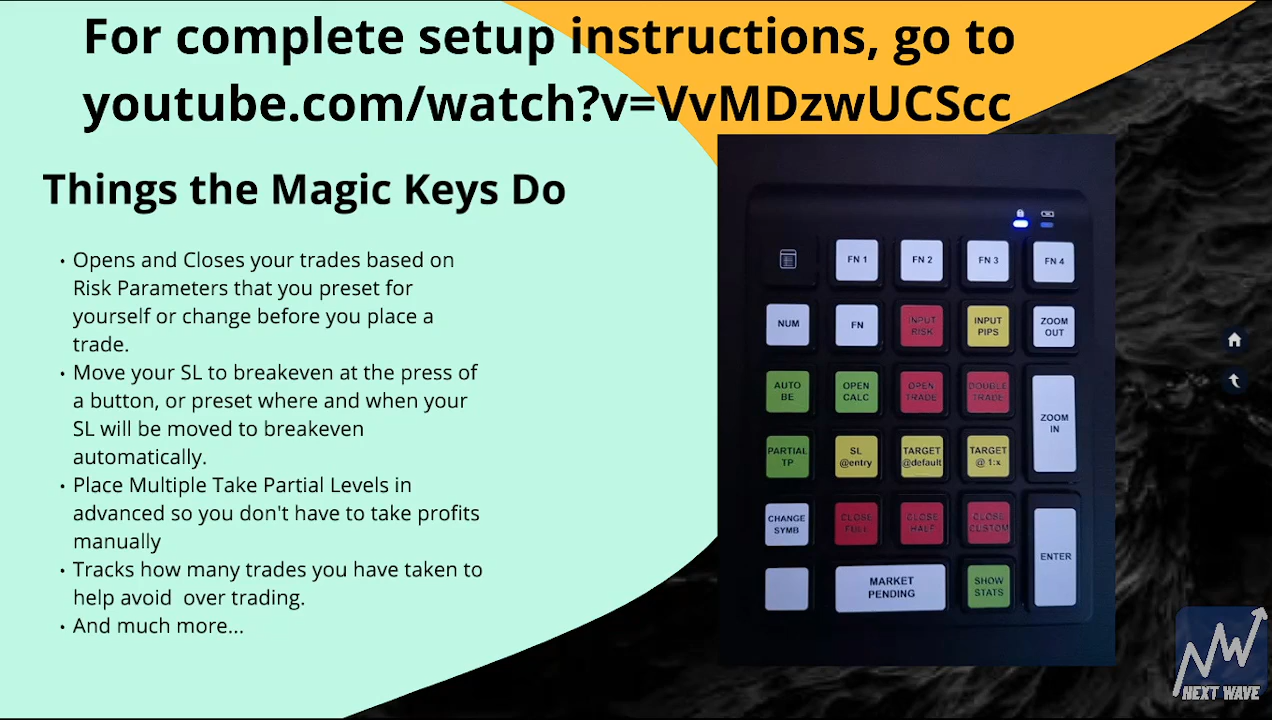 For complete setup instructions, go to
youtube.com/watch?v=VvMDzwUCScc
Things the Magic Keys Do
• Opens and Closes your trades based on
Risk Parameters that you preset for
yourself or change before you place a
trade.
• Move your SL to breakeven at the press of
a button, or preset where and when your
SL will be moved to breakeven
automatically.
• Place Multiple Take Partial Levels in
advanced so you don't have to take profits
manually
• Tracks how many trades you have taken to
help avoid  over trading.
• And much more...
FN 1
FN 2
FN 3
FN 4
NUM
FN
INPUT
RISK
INPUT
PIPS
ZOOM
OUT
AUTO
BE
OPEN
CALC
OPEN
TRADE
DOUBLE
TRADE
ZOOM
IN
PARTIAL
TP
SL
@entry
TARGET
@default
TARGET
@ 1:x
CHANGE
SYMB
CLOSE
FULL
CLOSE
HALF
CLOSE
CUSTOM
ENTER
MARKET
PENDING
SHOW
STATS
NW
NEXT WAVE